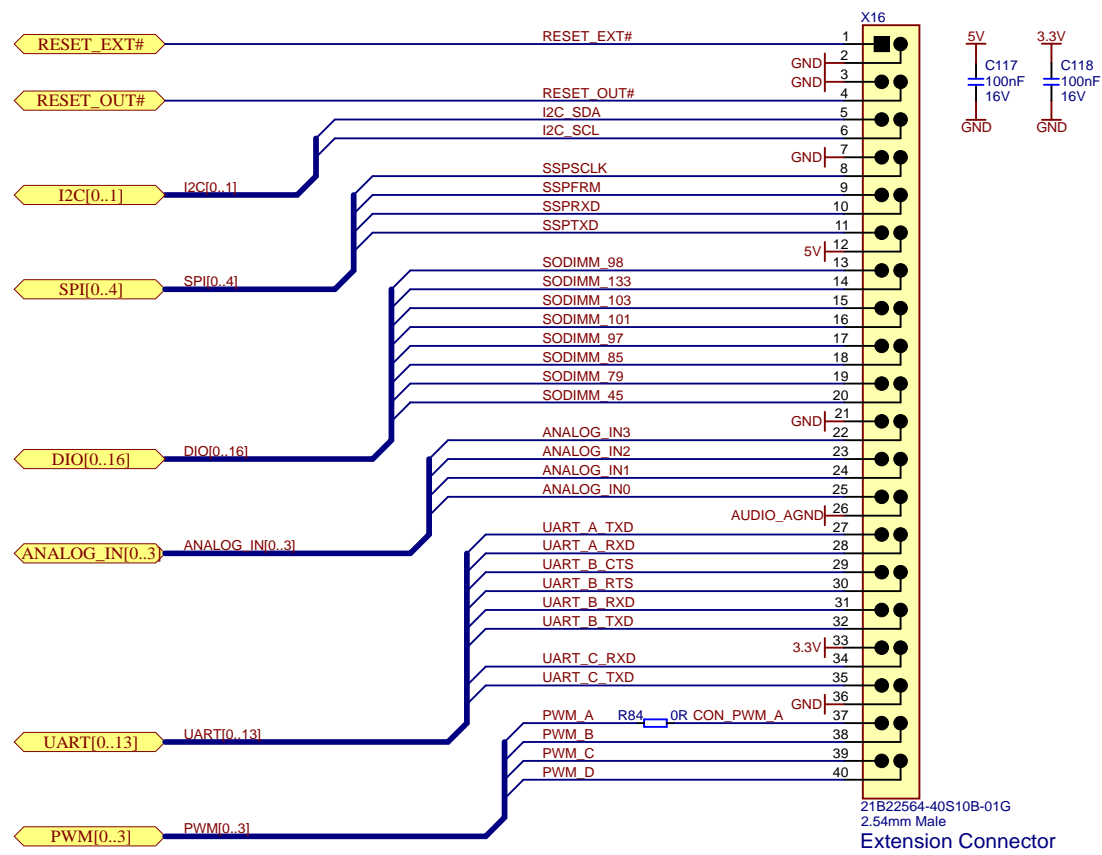 X16
RESET_EXT# RESET_EXT# 1
GND 2
GND 3
RESET_OUT# RESET_OUT# 4
I2C_SDA 5
I2C_SCL 6
GND 7
I2C[0..1] I2C[0..1]
SSPSCLK 8
SSPFRM 9
SSPRXD 10
SSPTXD 11
5V 12
SPI[0..4] SPI[0..4]
SODIMM_98 13
SODIMM_133 14
SODIMM_103 15
SODIMM_101 16
SODIMM_97 17
SODIMM_85 18
SODIMM_79 19
SODIMM_45 20
GND 21
DIO[0..16] DIO[0..16]
ANALOG_IN3 22
ANALOG_IN2 23
ANALOG_IN1 24
ANALOG_IN0 25
AUDIO_AGND 26
ANALOG_IN[0..3] ANALOG_IN[0..3]
UART_A_TXD 27
UART_A_RXD 28
UART_B_CTS 29
UART_B_RTS 30
UART_B_RXD 31
UART_B_TXD 32
3.3V 33
UART_C_RXD 34
UART_C_TXD 35
GND 36
UART[0..13] UART[0..13]
PWM_A R84 0R CON_PWM_A 37
PWM_B 38
PWM_C 39
PWM_D 40
PWM[0..3] PWM[0..3]
21B22564-40S10B-01G
2.54mm Male
Extension Connector
5V
C117
100nF
16V
GND
3.3V
C118
100nF
16V
GND